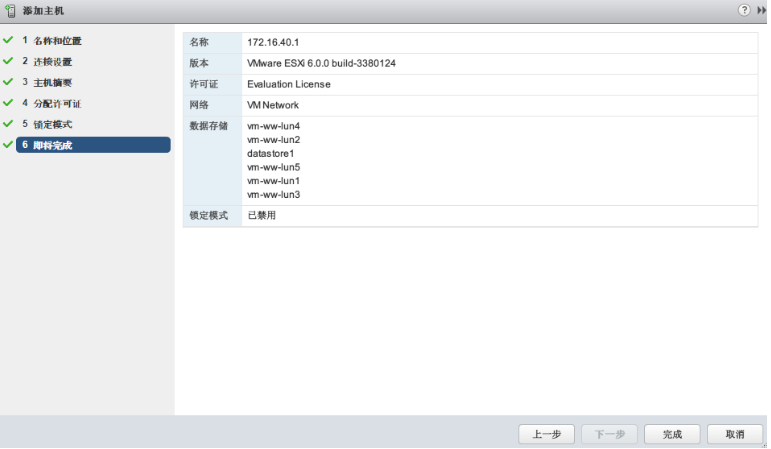 添加主机
1 名称和位置
2 连接设置
3 主机摘要
4 分配许可证
5 锁定模式
6 即将完成
名称 172.16.40.1
版本 VMware ESXi 6.0.0 build-3380124
许可证 Evaluation License
网络 VM Network
数据存储 vm-ww-lun4
vm-ww-lun2
datastore1
vm-ww-lun5
vm-ww-lun1
vm-ww-lun3
锁定模式 已禁用
上一步 下一步 完成 取消